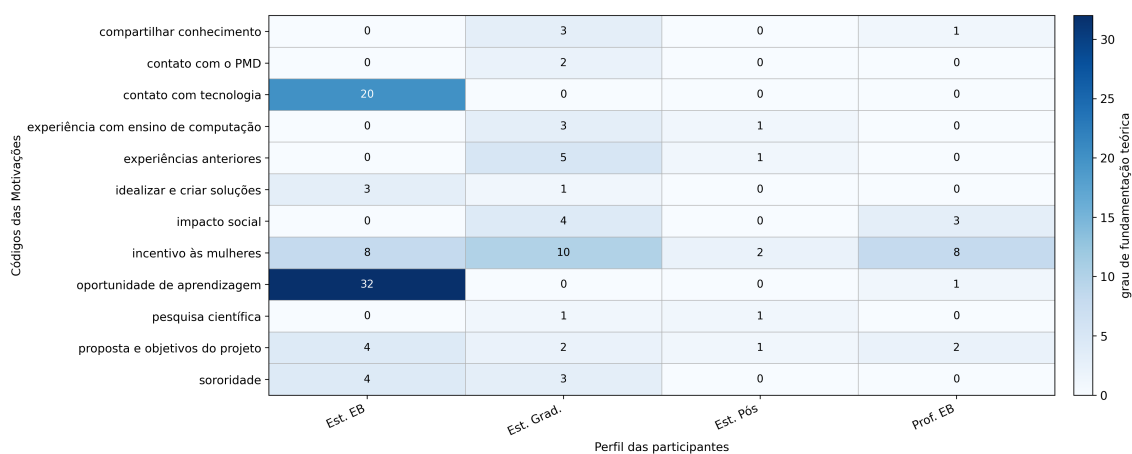 Códigos das Motivações
compartilhar conhecimento 0 3 0 1
contato com o PMD 0 2 0 0
contato com tecnologia 20 0 0 0
experiência com ensino de computação 0 3 1 0
experiências anteriores 0 5 1 0
idealizar e criar soluções 3 1 0 0
impacto social 0 4 0 3
incentivo às mulheres 8 10 2 8
oportunidade de aprendizagem 32 0 0 1
pesquisa científica 0 1 1 0
proposta e objetivos do projeto 4 2 1 2
sororidade 4 3 0 0
Est. EB Est. Grad. Est. Pós Prof. EB
Perfil das participantes
30
25
20
15
10
5
0
grau de fundamentação teórica